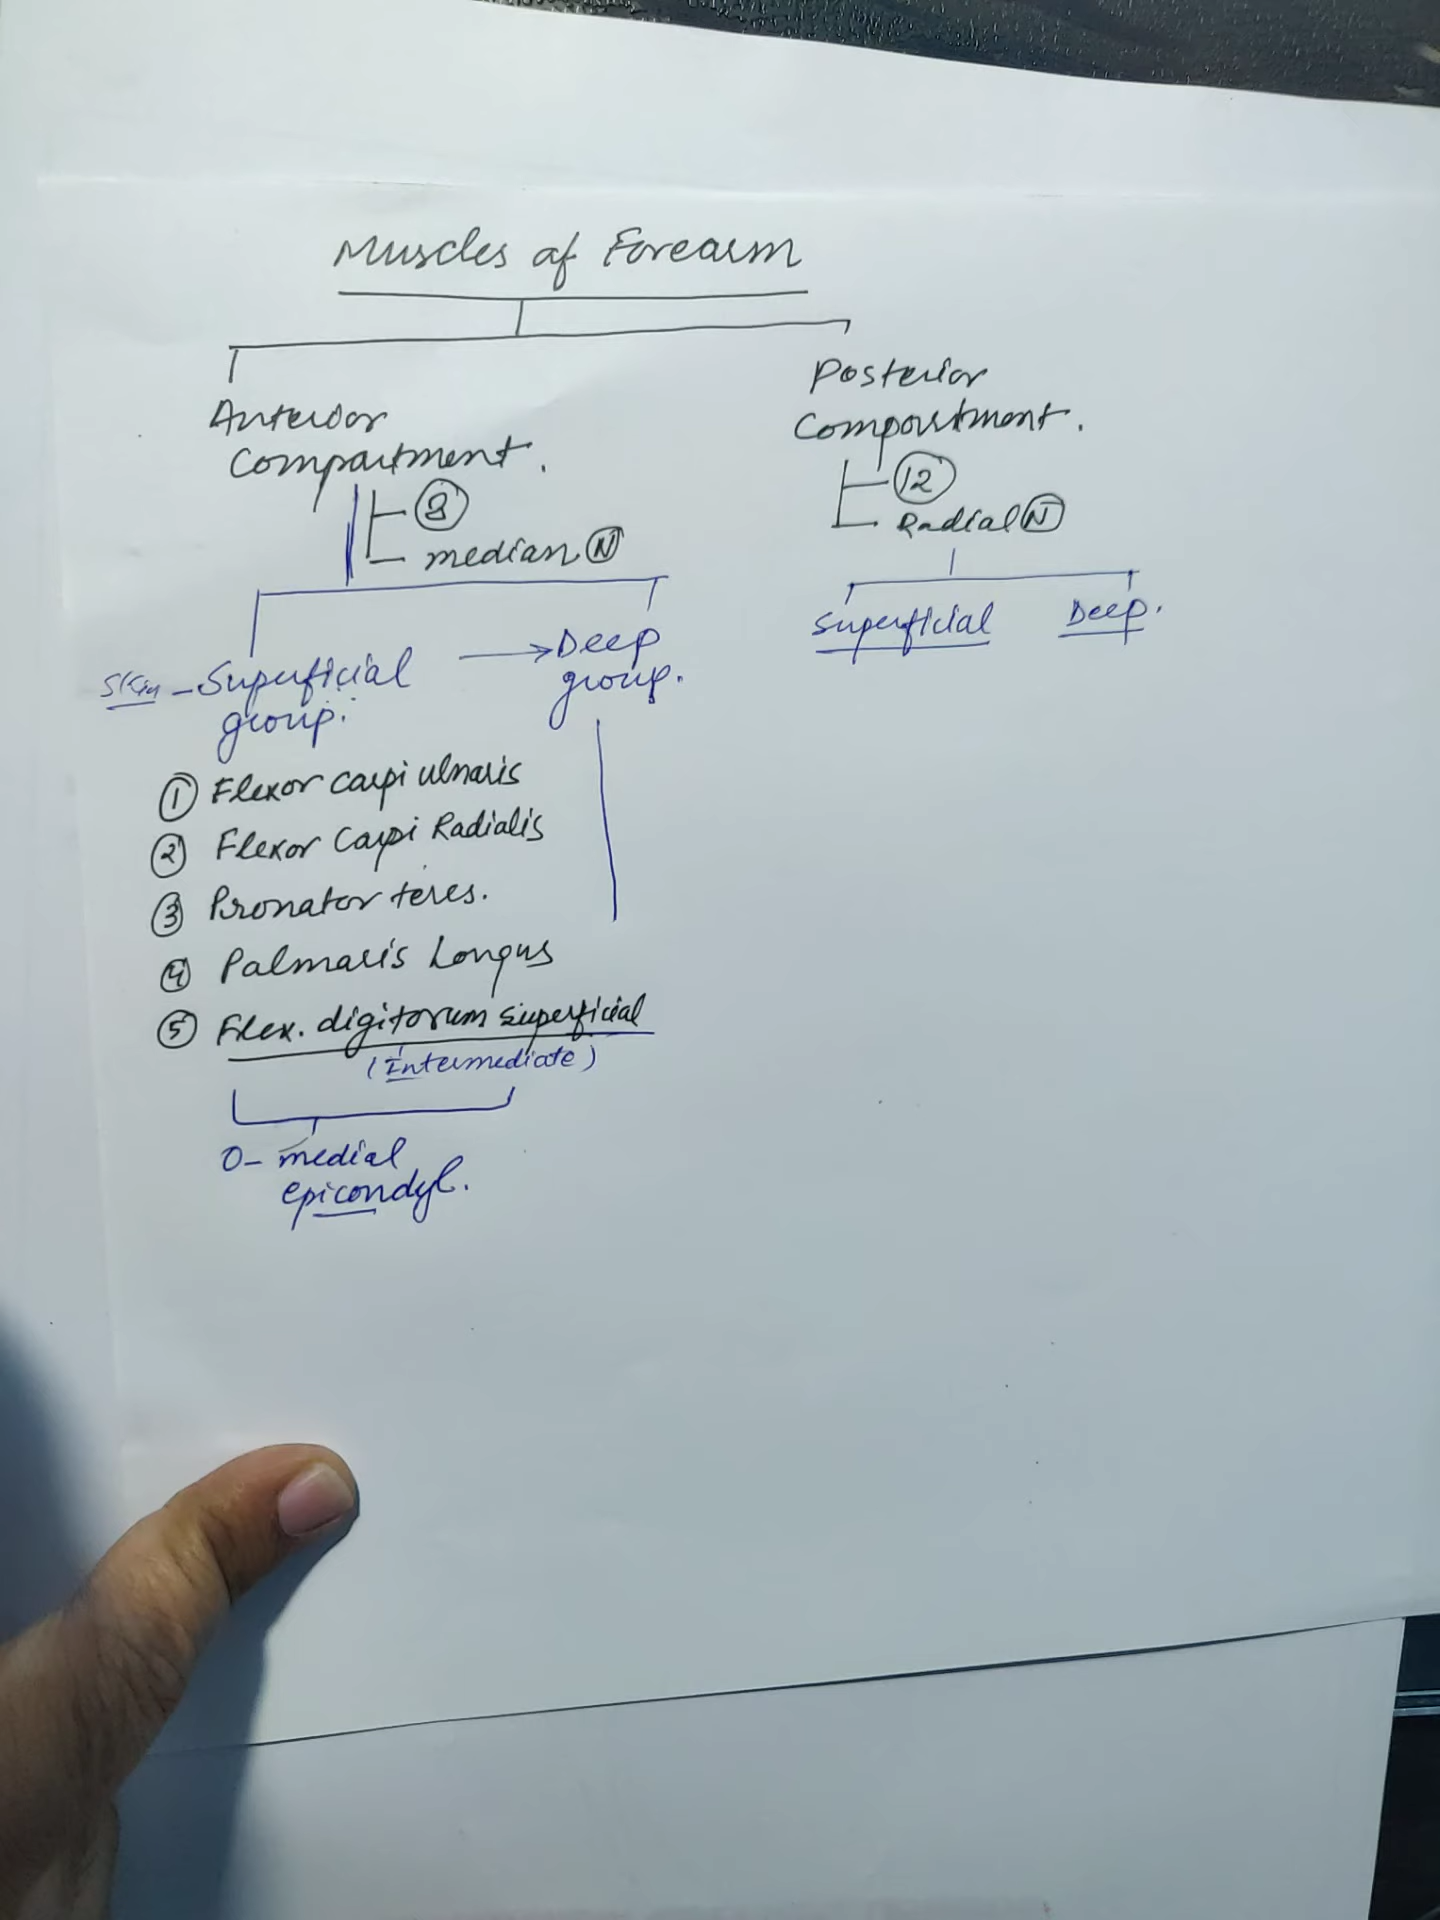 Muscles of Forearm
Anterior
Compartment.
8
median N
Posterior
Compartment.
12
Radial N
Superficial
Deep.
Skin - Superficial
group.
Deep
group.
1 Flexor carpi ulnaris
2 Flexor Carpi Radialis
3 Pronator teres.
4 Palmaris Longus
5 Flex. digitorum superficial
(Intermediate)
O- medial
epicondyl.